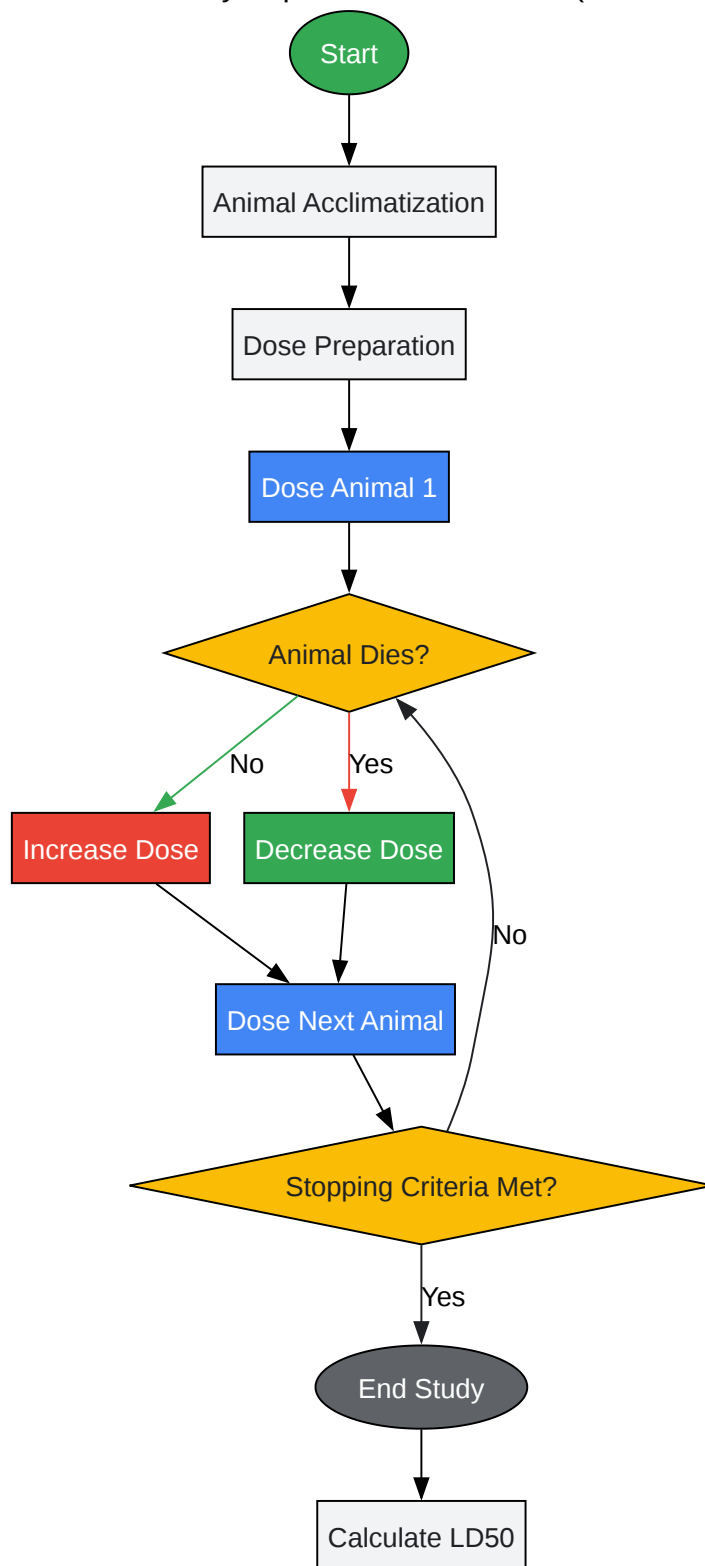 Start
Animal Acclimatization
Dose Preparation
Dose Animal 1
Animal Dies?
No
Yes
Increase Dose
Decrease Dose
No
Dose Next Animal
Stopping Criteria Met?
Yes
End Study
Calculate LD50